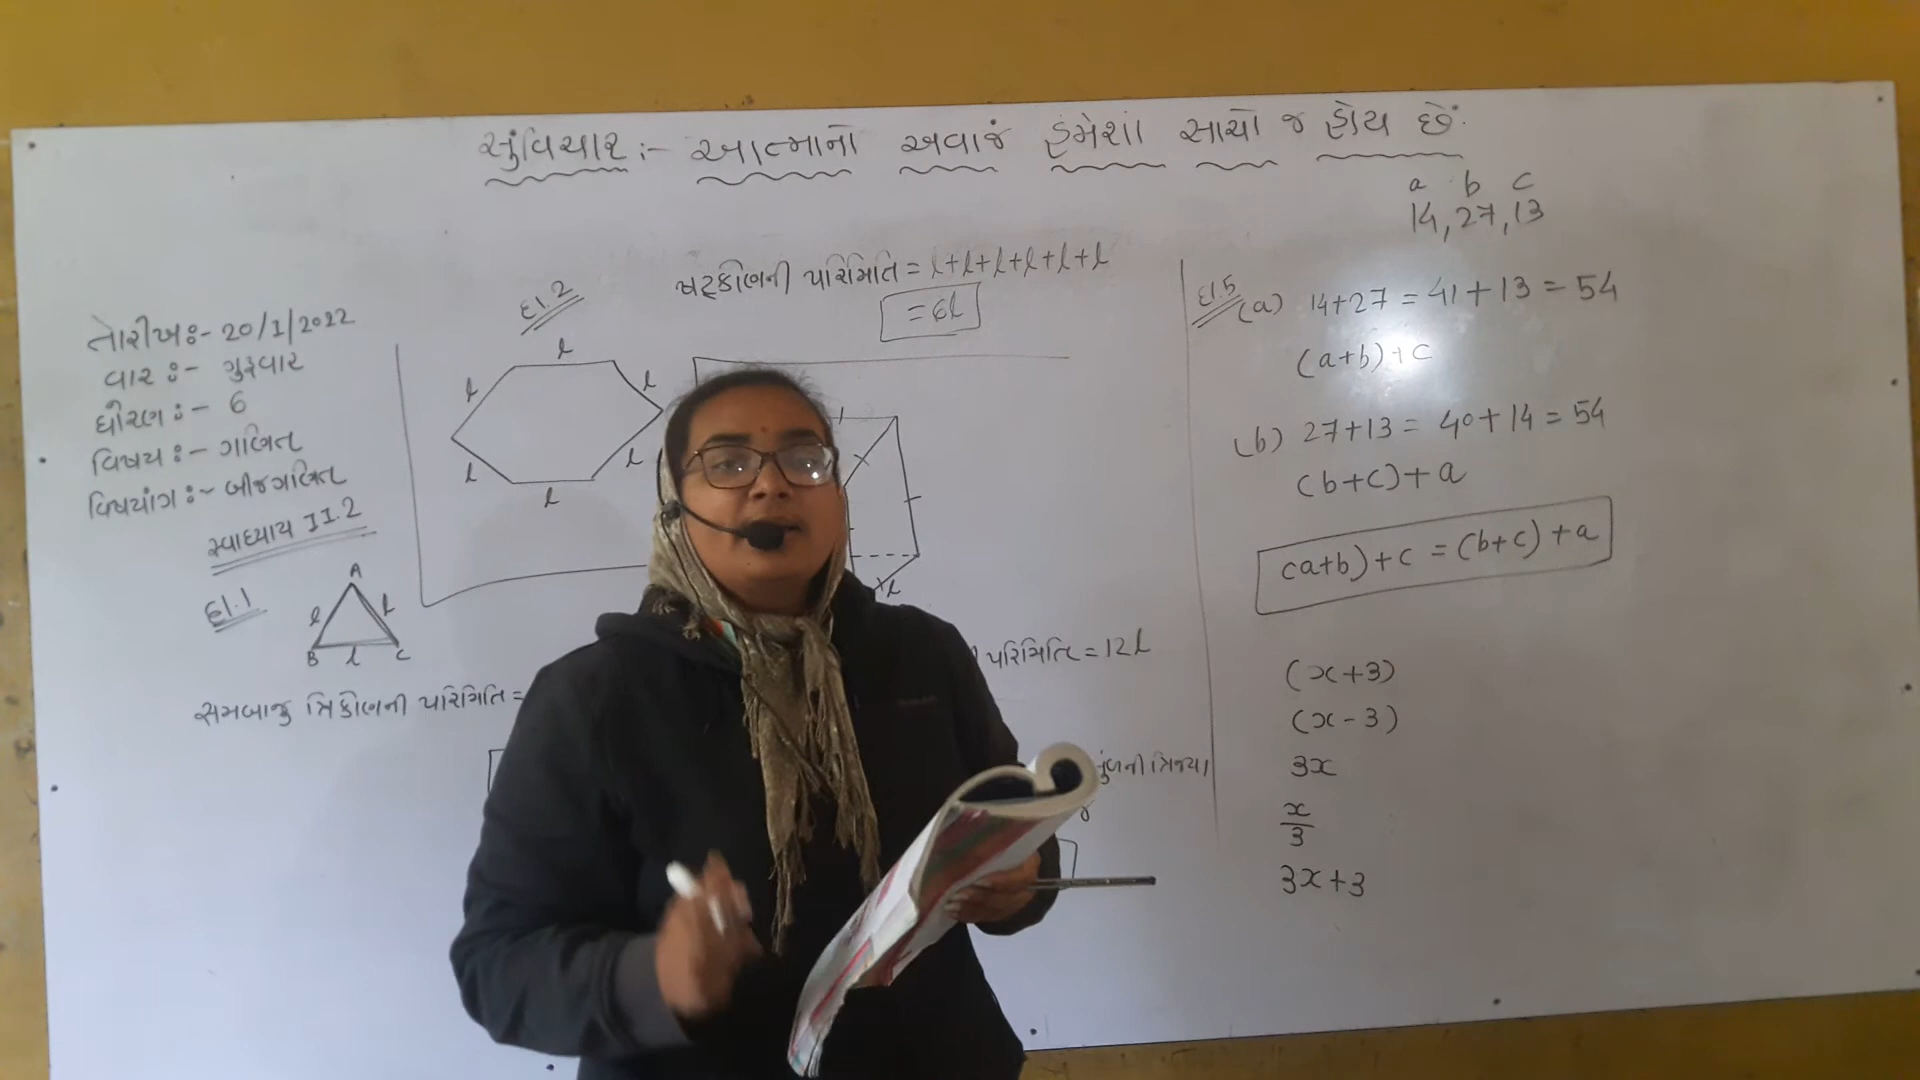 સુંવિચાર :- આત્માનો અવાજ હંમેશા સાચો જ હોય છે.
તારીખઃ- 20/1/2022
વાર :- ગુરૂવાર
ધોરણ :- 6
વિષય :- ગણિત
વિષયાંગ :- બીજગણિત
સ્વાધ્યાય 11.2
દા.1
A
l l
B l C
સમબાજુ ત્રિકોણની પરિમિતિ =
દા.2
ષટ્કોણની પરિમિતિ = l+l+l+l+l+l
= 6l
l
l l
l l
l
l
પરિમિતિ = 12l
ની ત્રિજ્યા
a b c
14, 27, 13
દા.5
(a) 14+27 = 41+13 = 54
(a+b)+c
(b) 27+13 = 40+14 = 54
(b+c)+a
(a+b)+c = (b+c)+a
(x+3)
(x-3)
3x
x/3
3x+3